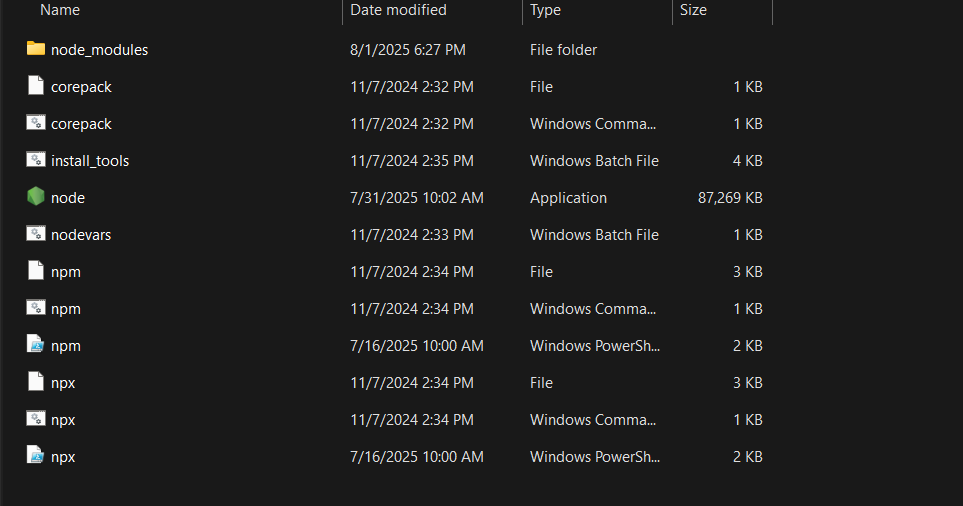 Name Date modified Type Size
node_modules 8/1/2025 6:27 PM File folder
corepack 11/7/2024 2:32 PM File 1 KB
corepack 11/7/2024 2:32 PM Windows Comma... 1 KB
install_tools 11/7/2024 2:35 PM Windows Batch File 4 KB
node 7/31/2025 10:02 AM Application 87,269 KB
nodevars 11/7/2024 2:33 PM Windows Batch File 1 KB
npm 11/7/2024 2:34 PM File 3 KB
npm 11/7/2024 2:34 PM Windows Comma... 1 KB
npm 7/16/2025 10:00 AM Windows PowerSh... 2 KB
npx 11/7/2024 2:34 PM File 3 KB
npx 11/7/2024 2:34 PM Windows Comma... 1 KB
npx 7/16/2025 10:00 AM Windows PowerSh... 2 KB